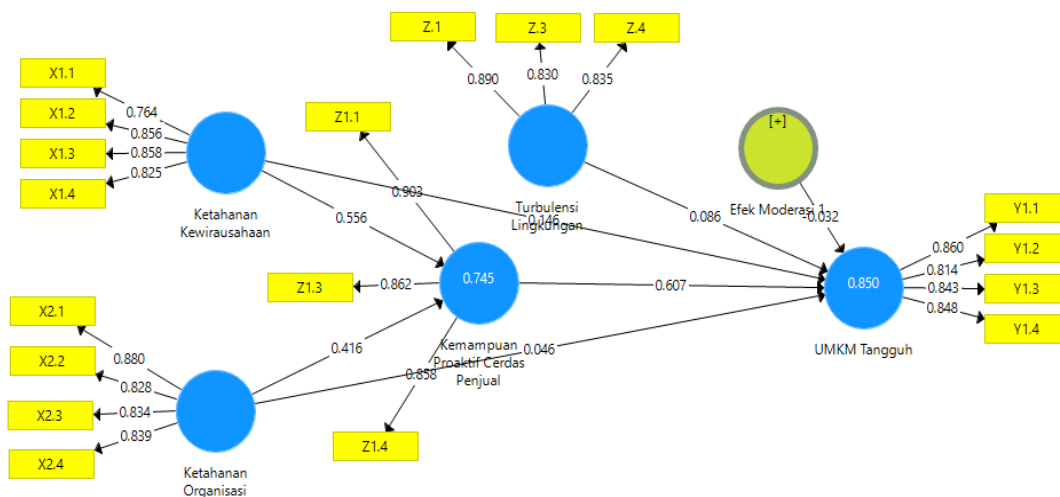 Z.1
Z.3
Z.4
0.890
0.830
0.835
X1.1
X1.2
X1.3
X1.4
0.764
0.856
0.858
0.825
Ketahanan
Kewirausahaan
Z1.1
0.903
Turbulensi
Lingkungan
[+]
Efek Moderasi 1
-0.032
0.086
0.146
0.556
Z1.3
0.862
0.745
Kemampuan
Proaktif Cerdas
Penjual
0.607
0.850
UMKM Tangguh
Y1.1
Y1.2
Y1.3
Y1.4
0.860
0.814
0.843
0.848
X2.1
X2.2
X2.3
X2.4
0.880
0.828
0.834
0.839
Ketahanan
Organisasi
0.416
0.046
0.858
Z1.4